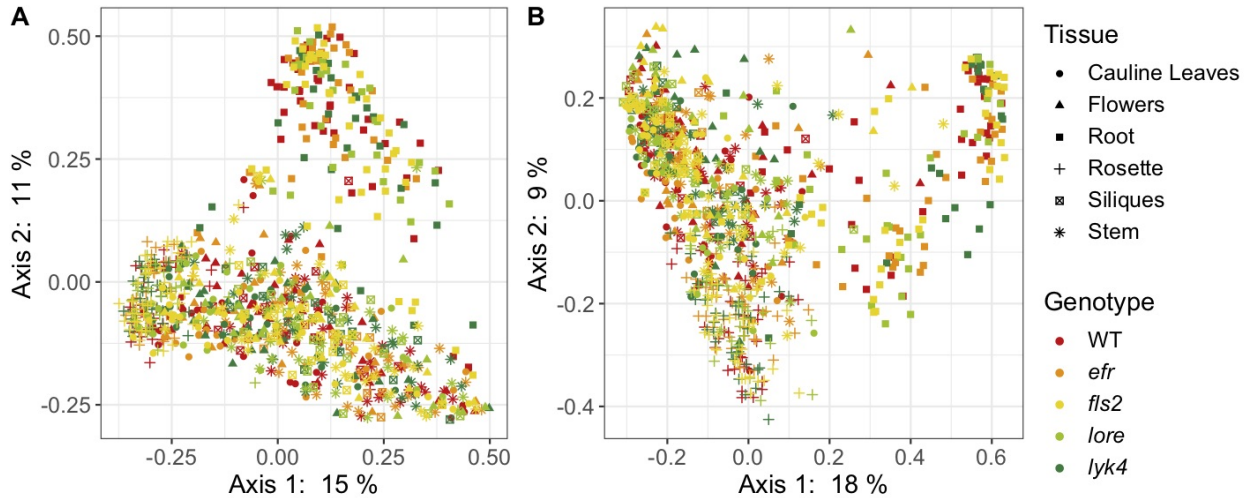 A
0.50
0.25
0.00
-0.25
Axis 2: 11 %
-0.25 0.00 0.25 0.50
Axis 1: 15 %
B
0.2
0.0
-0.2
-0.4
Axis 2: 9 %
-0.2 0.0 0.2 0.4 0.6
Axis 1: 18 %
Tissue
Cauline Leaves
Flowers
Root
Rosette
Siliques
Stem
Genotype
WT
efr
fls2
lore
lyk4